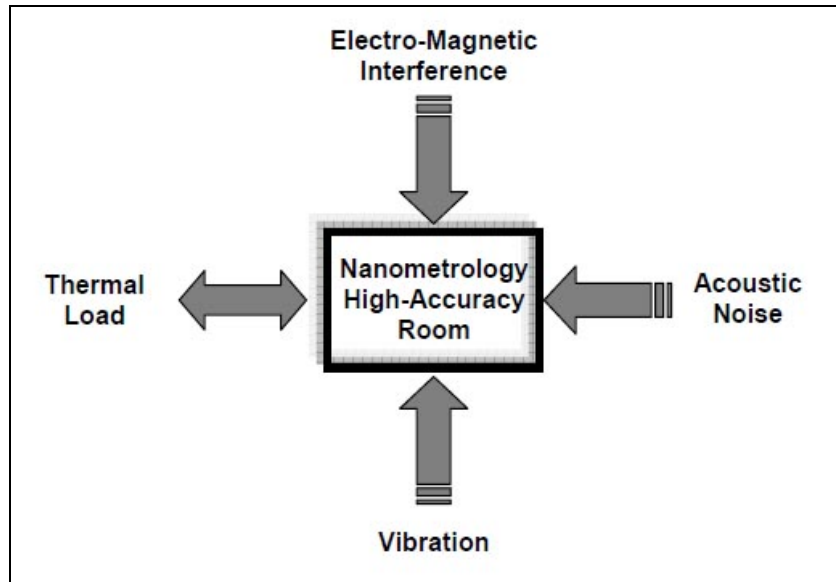 Electro-Magnetic
Interference
Thermal
Load
Nanometrology
High-Accuracy
Room
Acoustic
Noise
Vibration